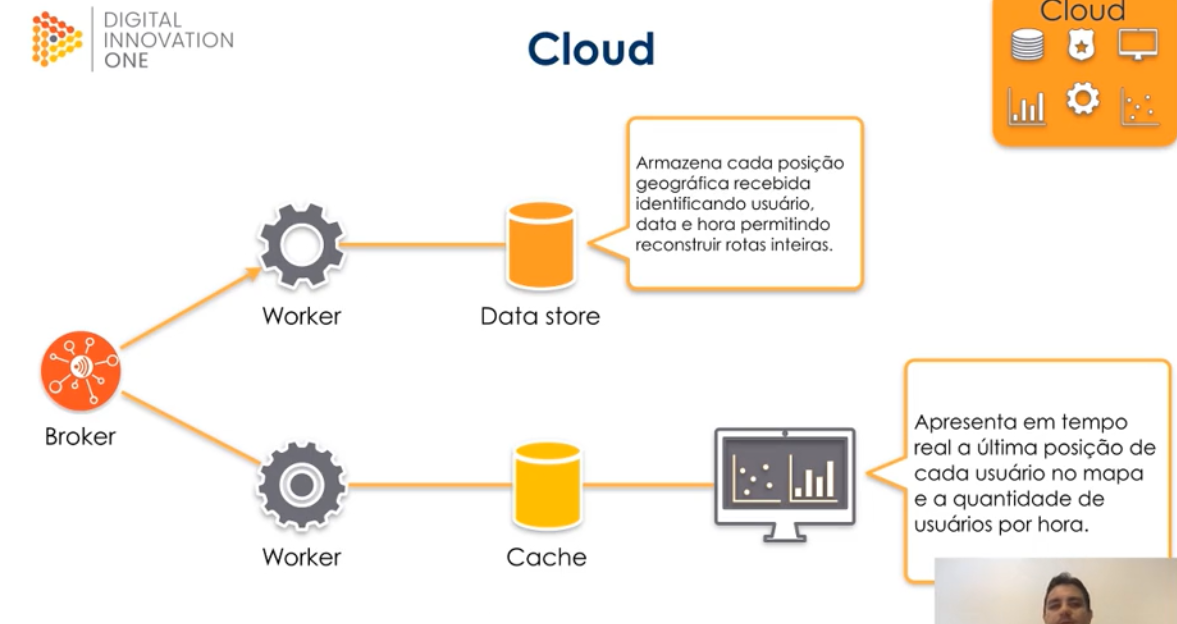 DIGITAL
INNOVATION
ONE
Cloud
Cloud
Armazena cada posição
geográfica recebida
identificando usuário,
data e hora permitindo
reconstruir rotas inteiras.
Worker
Data store
Broker
Apresenta em tempo
real a última posição de
cada usuário no mapa
e a quantidade de
usuários por hora.
Worker
Cache